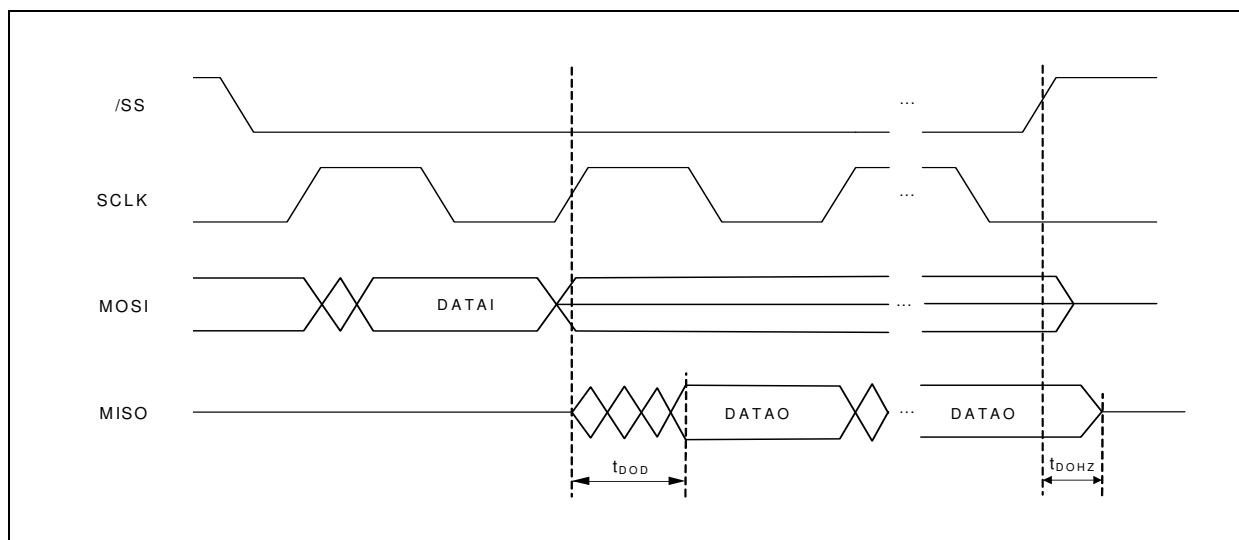 /SS
...
SCLK
...
MOSI
DATAI
...
MISO
DATAO
...
DATAO
tDOD
tDOHZ